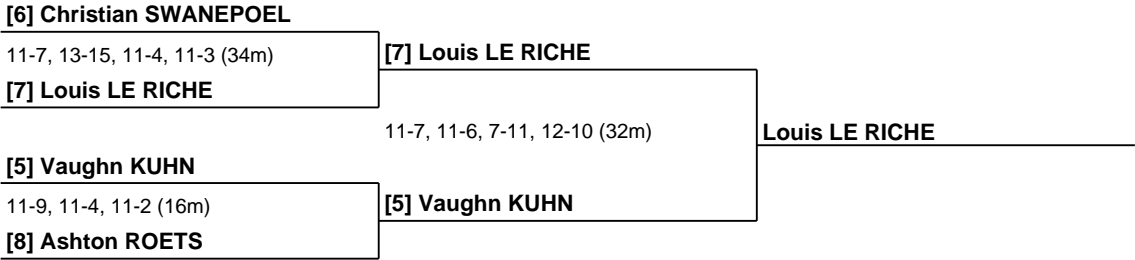 [6] Christian SWANEPOEL
11-7, 13-15, 11-4, 11-3 (34m)
[7] Louis LE RICHE
[7] Louis LE RICHE
11-7, 11-6, 7-11, 12-10 (32m)
Louis LE RICHE
[5] Vaughn KUHN
11-9, 11-4, 11-2 (16m)
[5] Vaughn KUHN
[8] Ashton ROETS